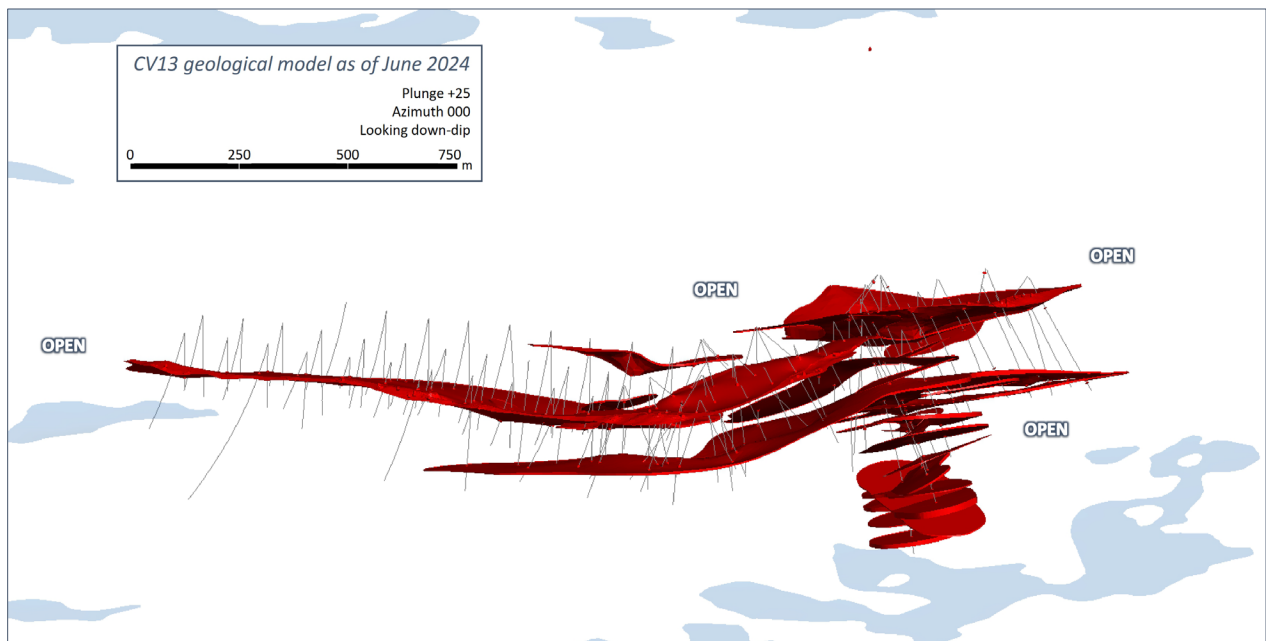 CV13 geological model as of June 2024
Plunge +25
Azimuth 000
Looking down-dip
0 250 500 750
m
OPEN
OPEN
OPEN
OPEN